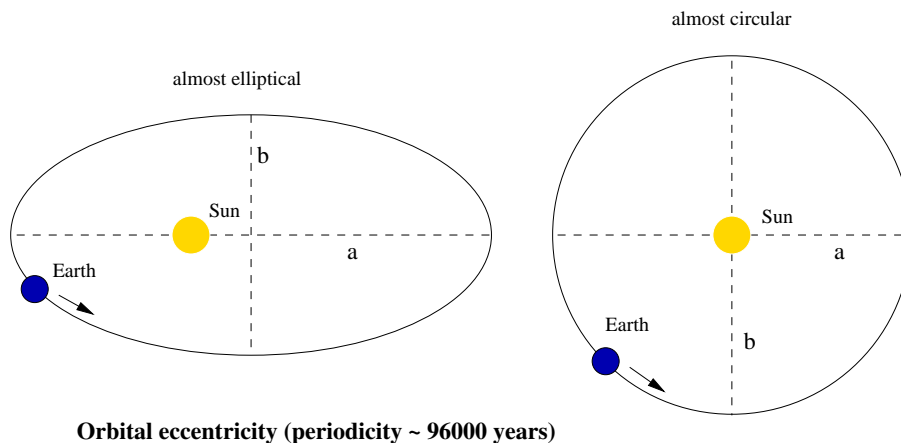 almost elliptical
b
Sun
a
Earth
almost circular
Sun
a
Earth
b
Orbital eccentricity (periodicity ~ 96000 years)